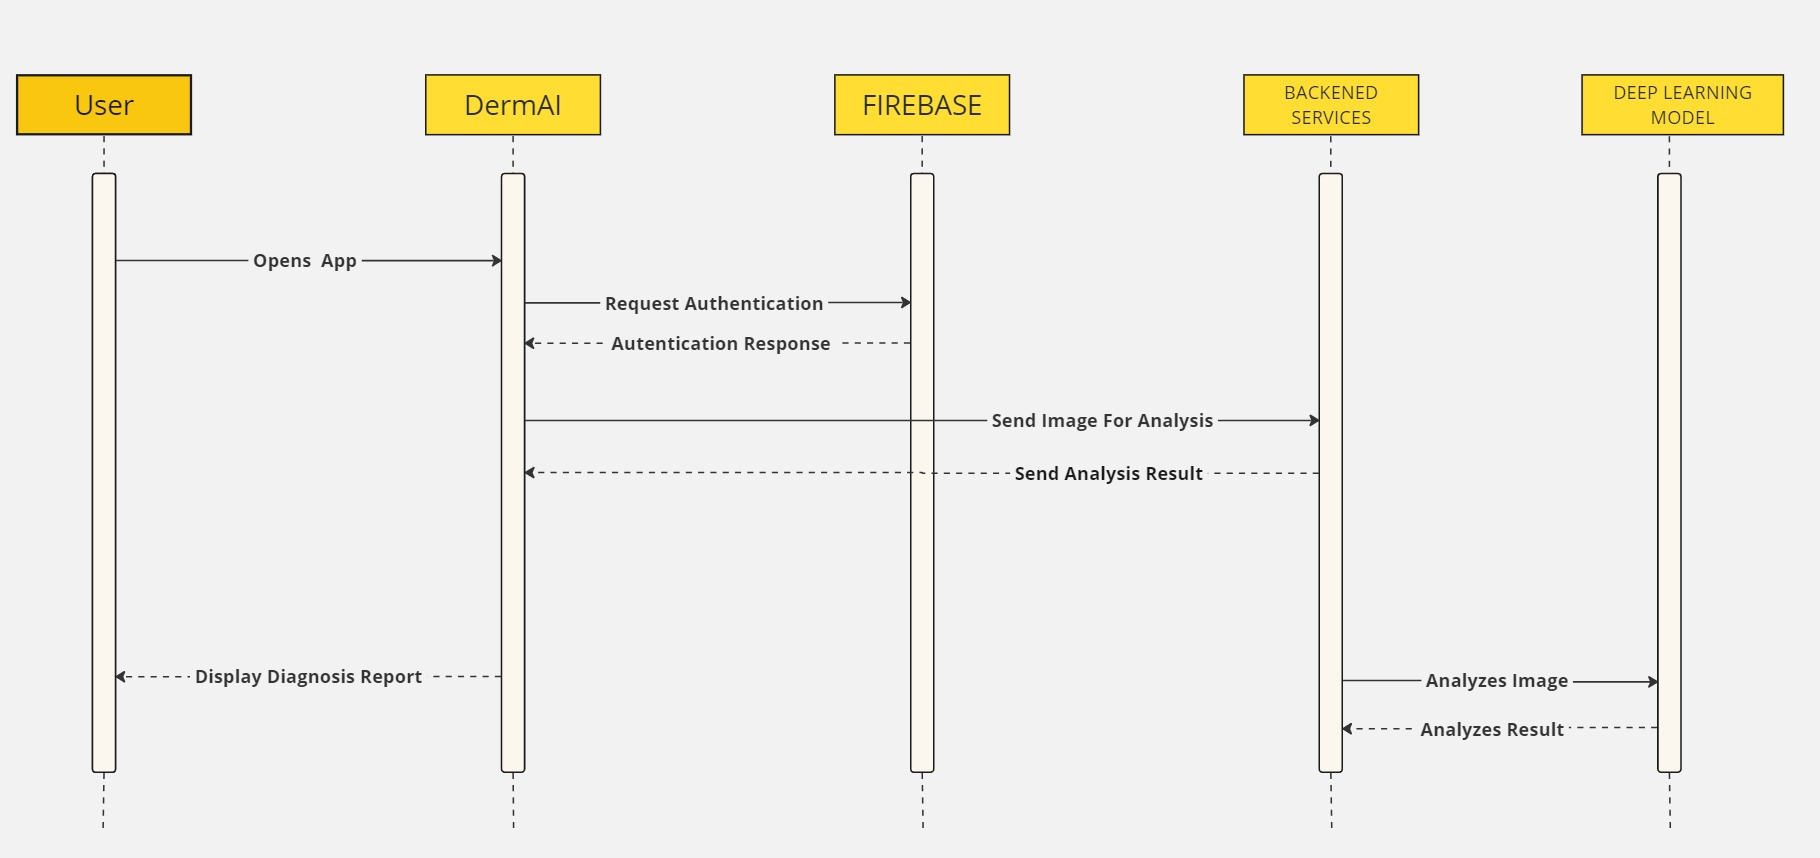 User
DermAI
FIREBASE
BACKENED
SERVICES
DEEP LEARNING
MODEL
Opens  App
Request Authentication
Autentication Response
Send Image For Analysis
Send Analysis Result
Display Diagnosis Report
Analyzes Image
Analyzes Result